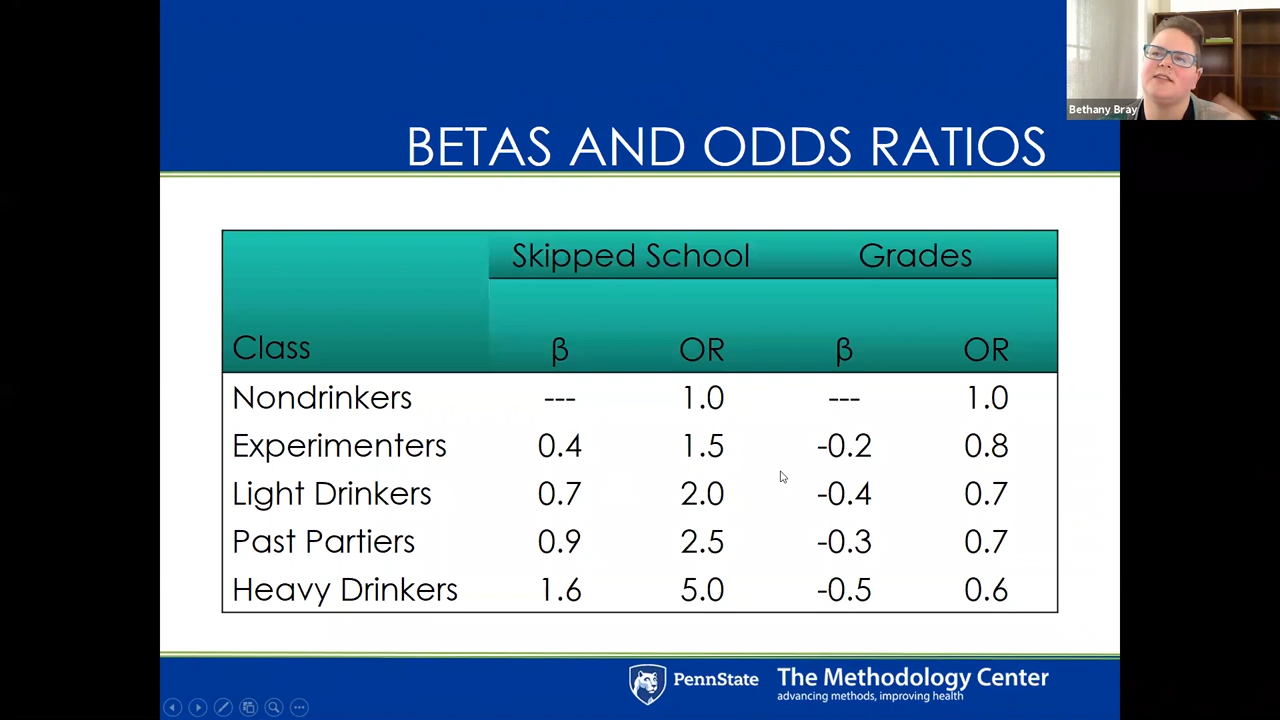 Bethany Bray
BETAS AND ODDS RATIOS
Skipped School Grades
Class β OR β OR
Nondrinkers --- 1.0 --- 1.0
Experimenters 0.4 1.5 -0.2 0.8
Light Drinkers 0.7 2.0 -0.4 0.7
Past Partiers 0.9 2.5 -0.3 0.7
Heavy Drinkers 1.6 5.0 -0.5 0.6
PennState The Methodology Center
advancing methods, improving health